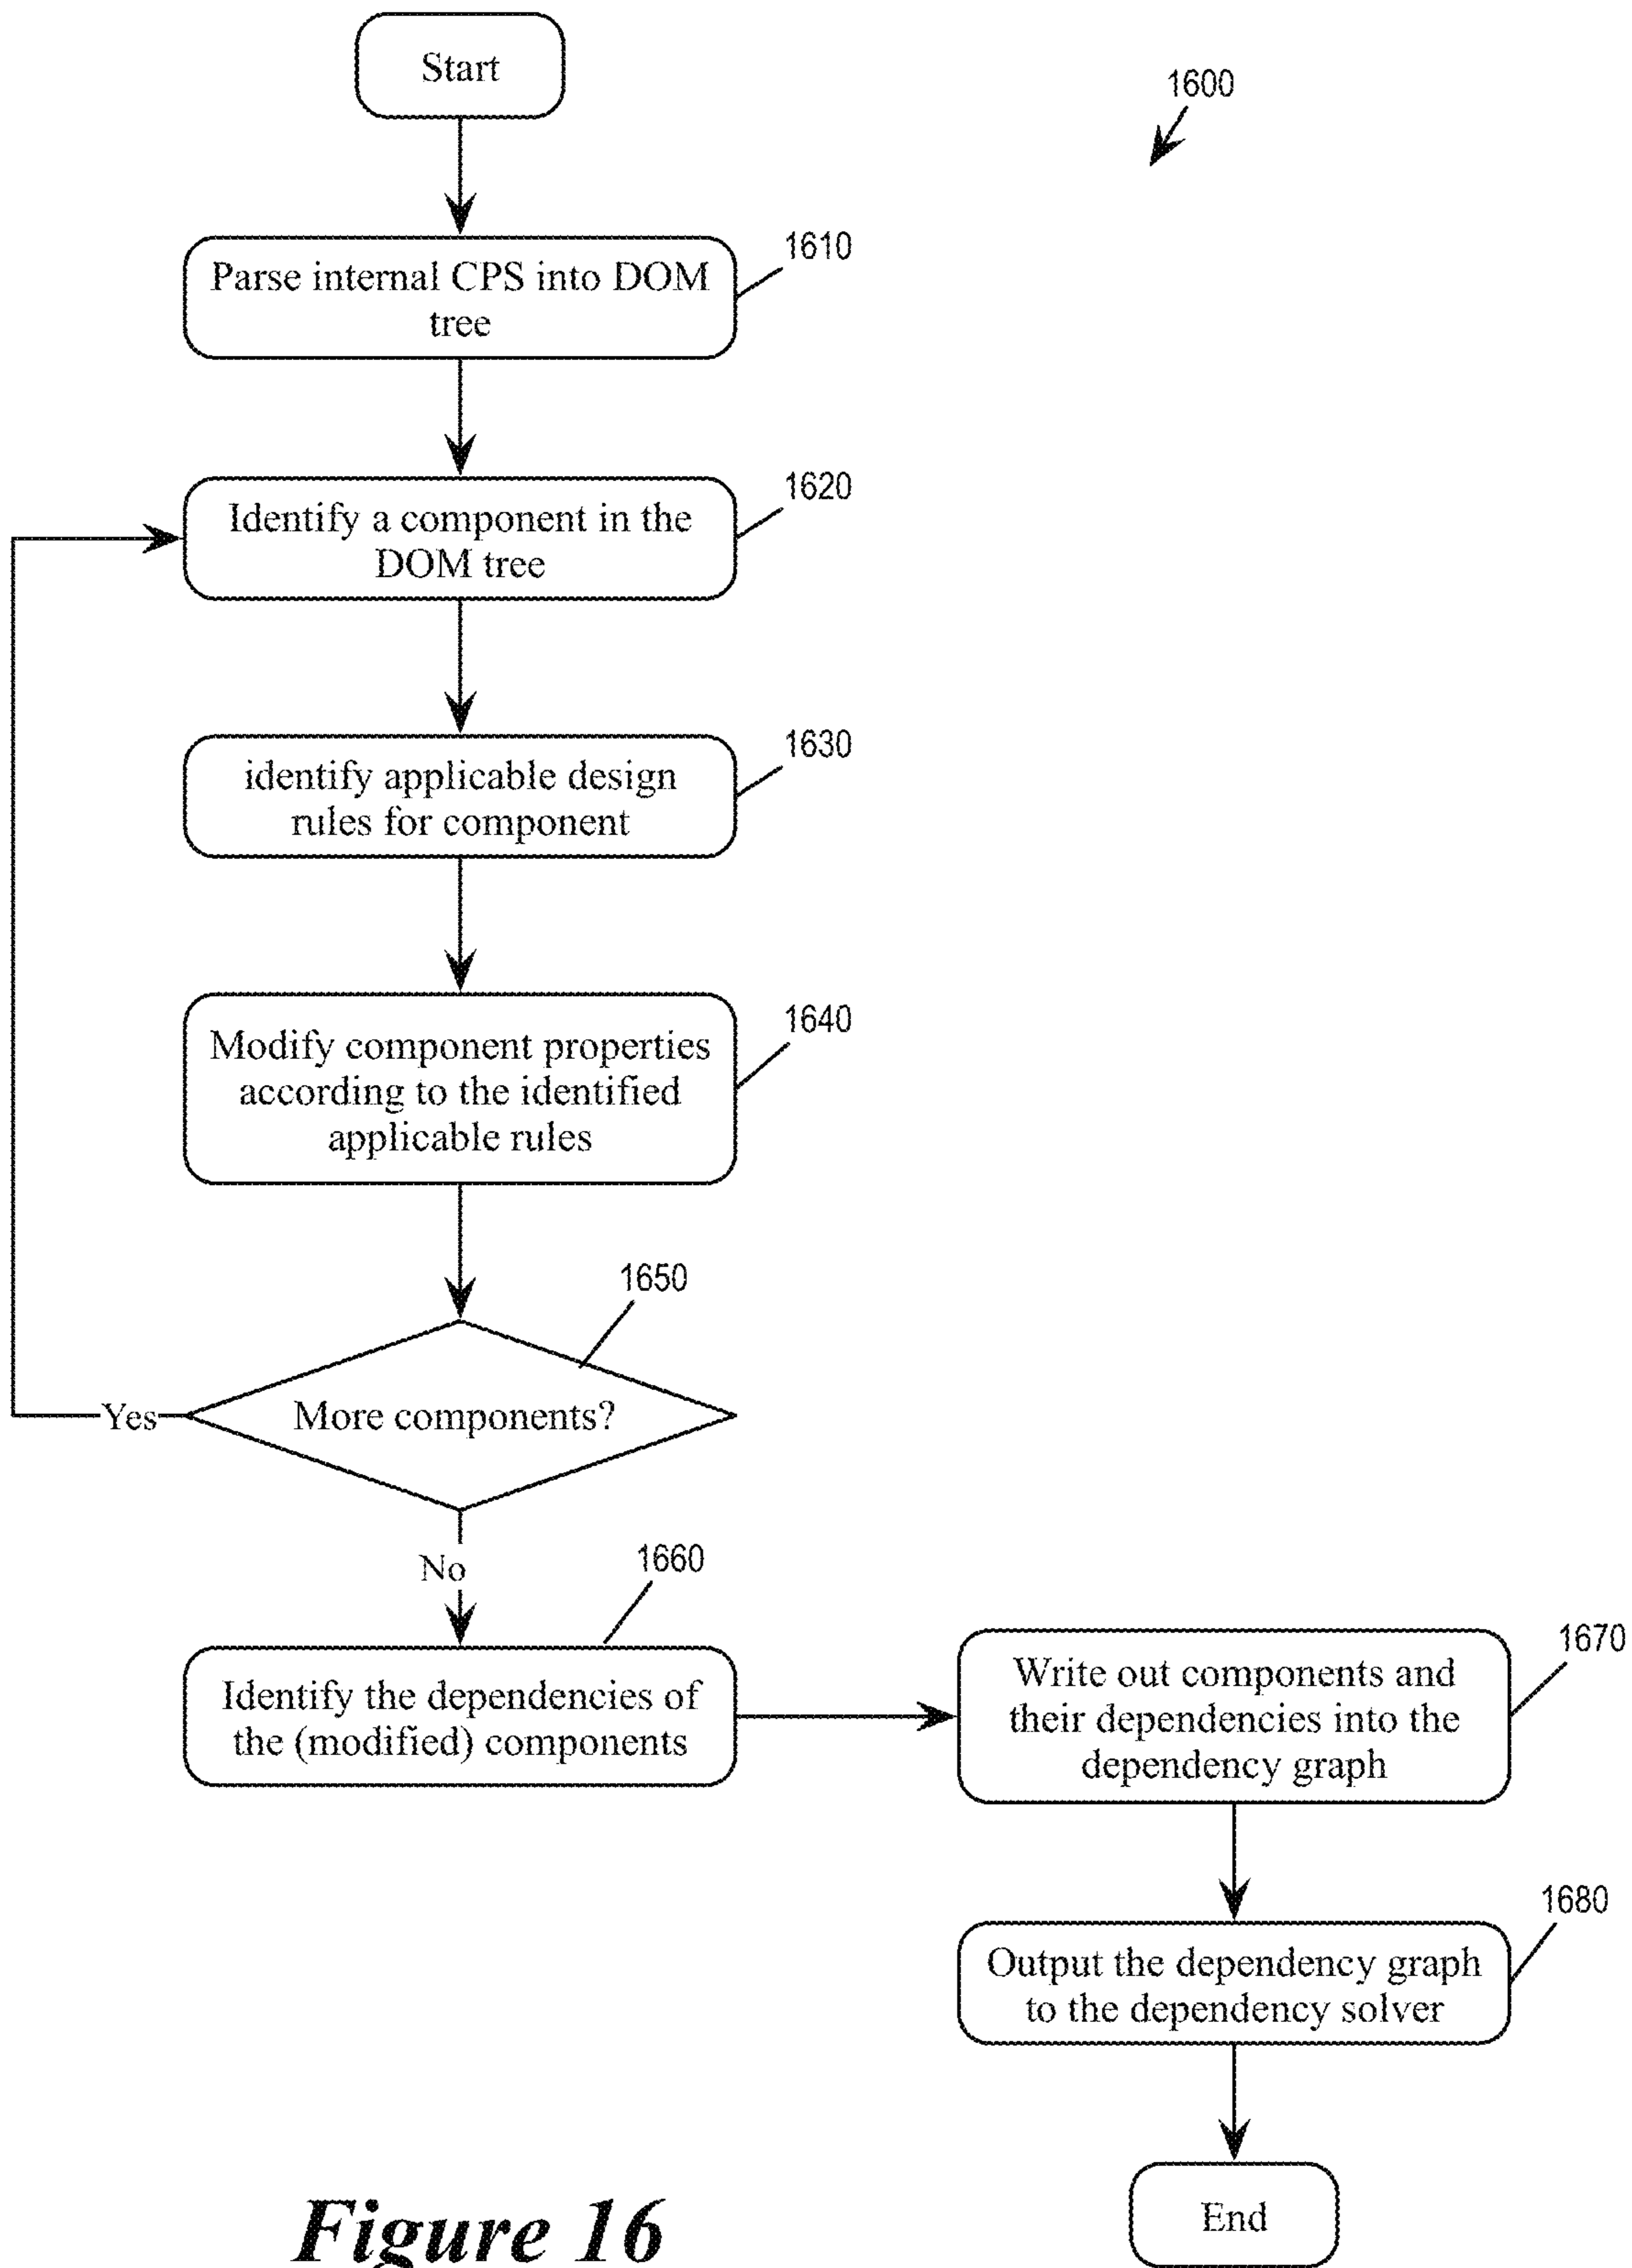 Start
1600
1610
Parse internal CPS into DOM
tree
1620
Identify a component in the
DOM tree
1630
identify applicable design
rules for component
1640
Modify component properties
according to the identified
applicable rules
1650
More components?
Yes
No
1660
Identify the dependencies of
the (modified) components
1670
Write out components and
their dependencies into the
dependency graph
1680
Output the dependency graph
to the dependency solver
End
Figure 16